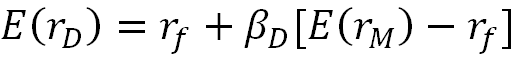 E(r_D) = r_f + β_D[E(r_M) − r_f]